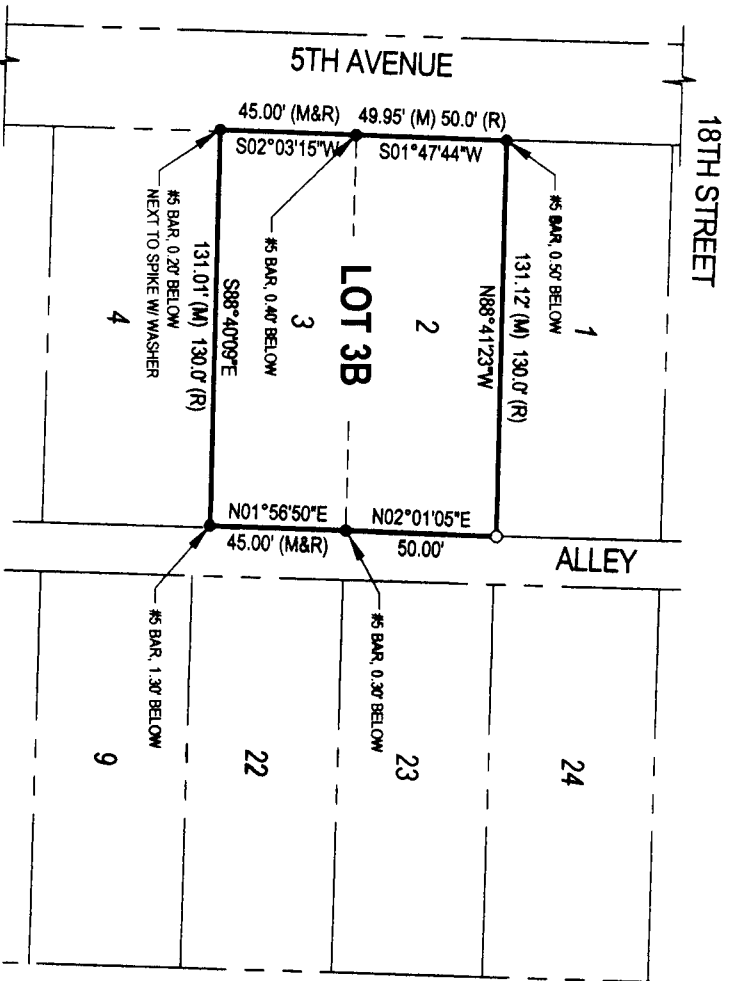 18TH STREET
5TH AVENUE
45.00' (M&R)
49.95' (M) 50.0' (R)
S02°03'15"W
S01°47'44"W
#5 BAR, 0.50' BELOW
1
131.12' (M) 130.0' (R)
N88°41'23"W
2
LOT 3B
3
#5 BAR, 0.40' BELOW
S88°40'09"E
131.01' (M) 130.0' (R)
#5 BAR, 0.20' BELOW
NEXT TO SPIKE W/ WASHER
4
N01°56'50"E
N02°01'05"E
45.00' (M&R)
50.00'
ALLEY
#5 BAR, 0.30' BELOW
#5 BAR, 1.30' BELOW
24
23
22
9